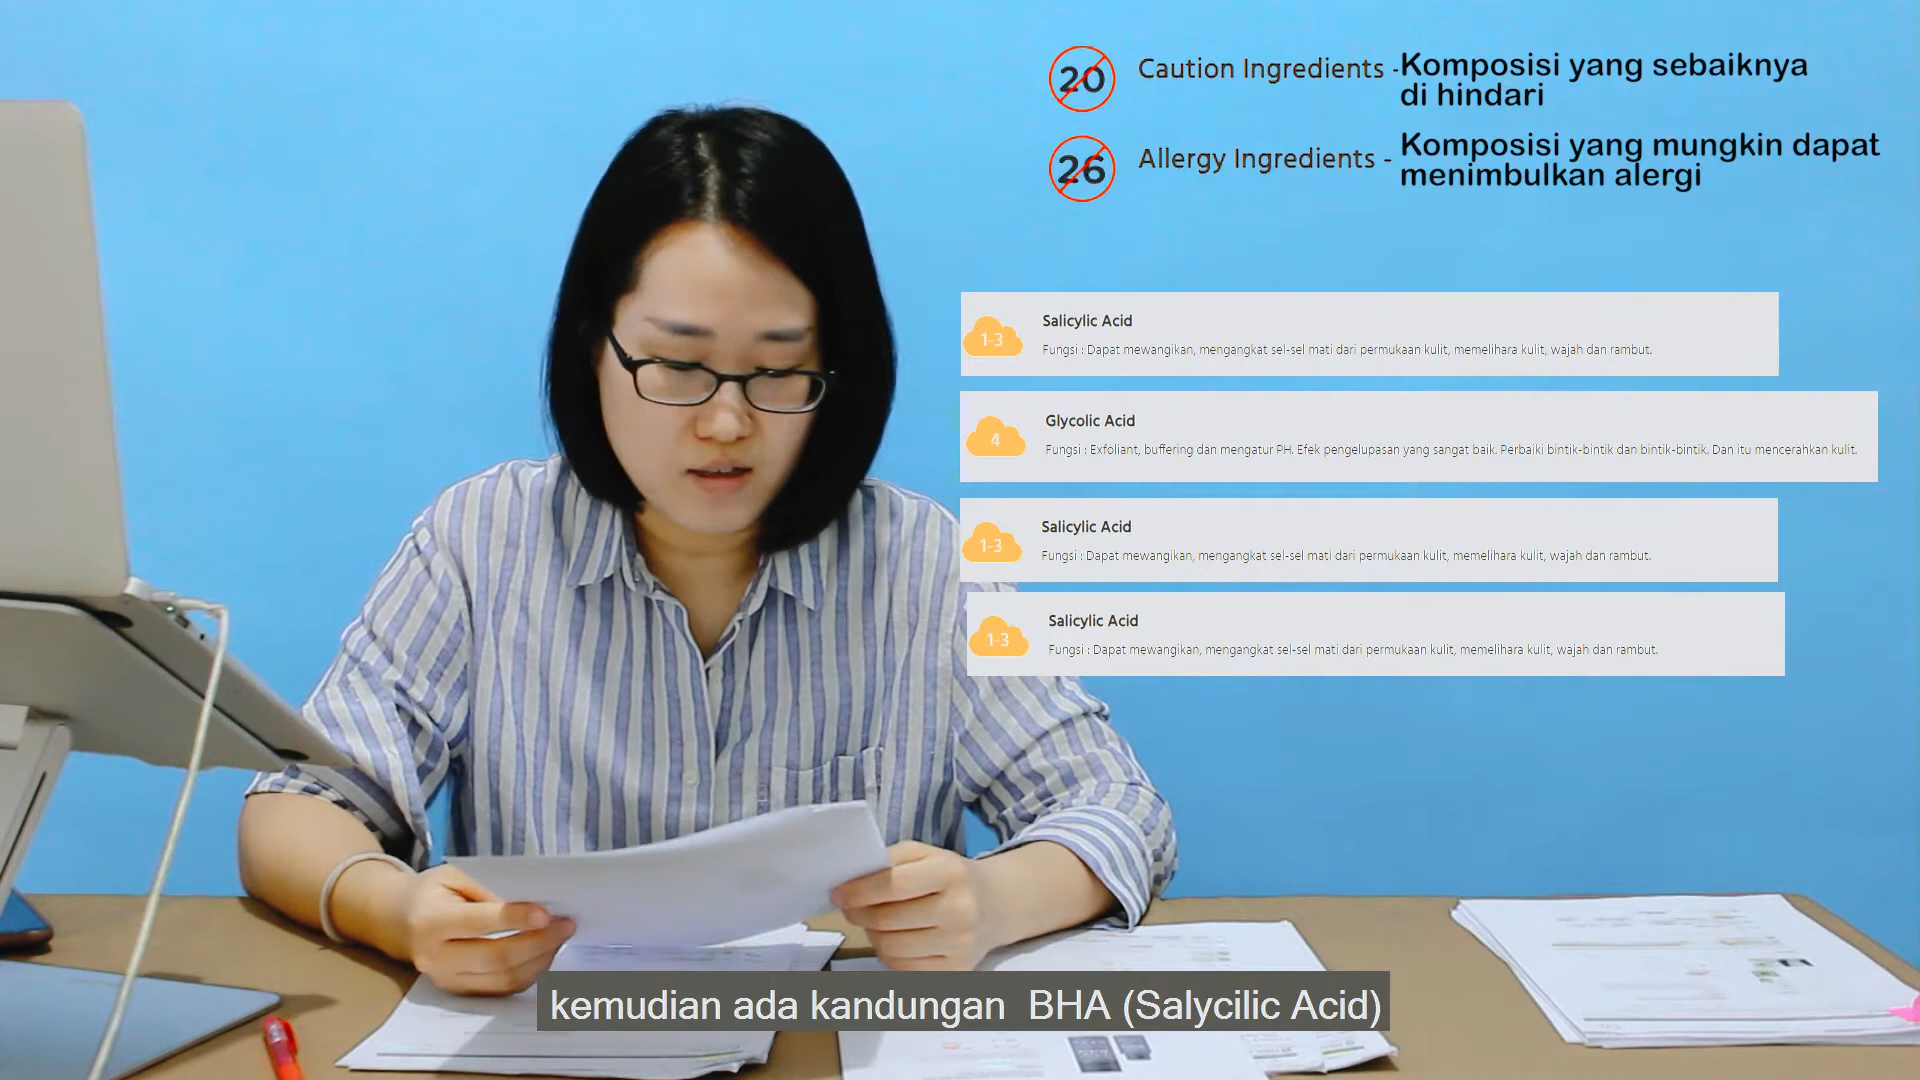 20 Caution Ingredients - Komposisi yang sebaiknya
di hindari
26 Allergy Ingredients - Komposisi yang mungkin dapat
menimbulkan alergi
Salicylic Acid
1-3
Fungsi : Dapat mewangikan, mengangkat sel-sel mati dari permukaan kulit, memelihara kulit, wajah dan rambut.
Glycolic Acid
4
Fungsi : Exfoliant, buffering dan mengatur PH. Efek pengelupasan yang sangat baik. Perbaiki bintik-bintik dan bintik-bintik. Dan itu mencerahkan kulit.
Salicylic Acid
1-3
Fungsi : Dapat mewangikan, mengangkat sel-sel mati dari permukaan kulit, memelihara kulit, wajah dan rambut.
Salicylic Acid
1-3
Fungsi : Dapat mewangikan, mengangkat sel-sel mati dari permukaan kulit, memelihara kulit, wajah dan rambut.
kemudian ada kandungan BHA (Salycilic Acid)